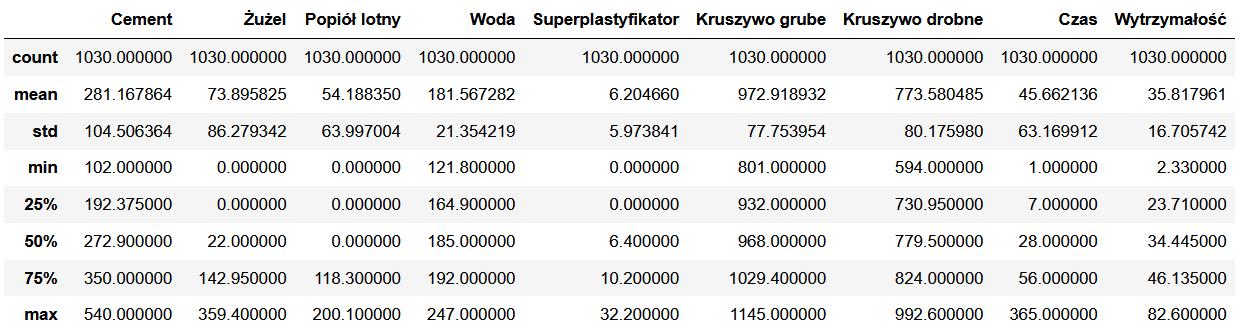 Cement Żużel Popiół lotny Woda Superplastyfikator Kruszywo grube Kruszywo drobne Czas Wytrzymałość
count 1030.000000 1030.000000 1030.000000 1030.000000 1030.000000 1030.000000 1030.000000 1030.000000 1030.000000
mean 281.167864 73.895825 54.188350 181.567282 6.204660 972.918932 773.580485 45.662136 35.817961
std 104.506364 86.279342 63.997004 21.354219 5.973841 77.753954 80.175980 63.169912 16.705742
min 102.000000 0.000000 0.000000 121.800000 0.000000 801.000000 594.000000 1.000000 2.330000
25% 192.375000 0.000000 0.000000 164.900000 0.000000 932.000000 730.950000 7.000000 23.710000
50% 272.900000 22.000000 0.000000 185.000000 6.400000 968.000000 779.500000 28.000000 34.445000
75% 350.000000 142.950000 118.300000 192.000000 10.200000 1029.400000 824.000000 56.000000 46.135000
max 540.000000 359.400000 200.100000 247.000000 32.200000 1145.000000 992.600000 365.000000 82.600000